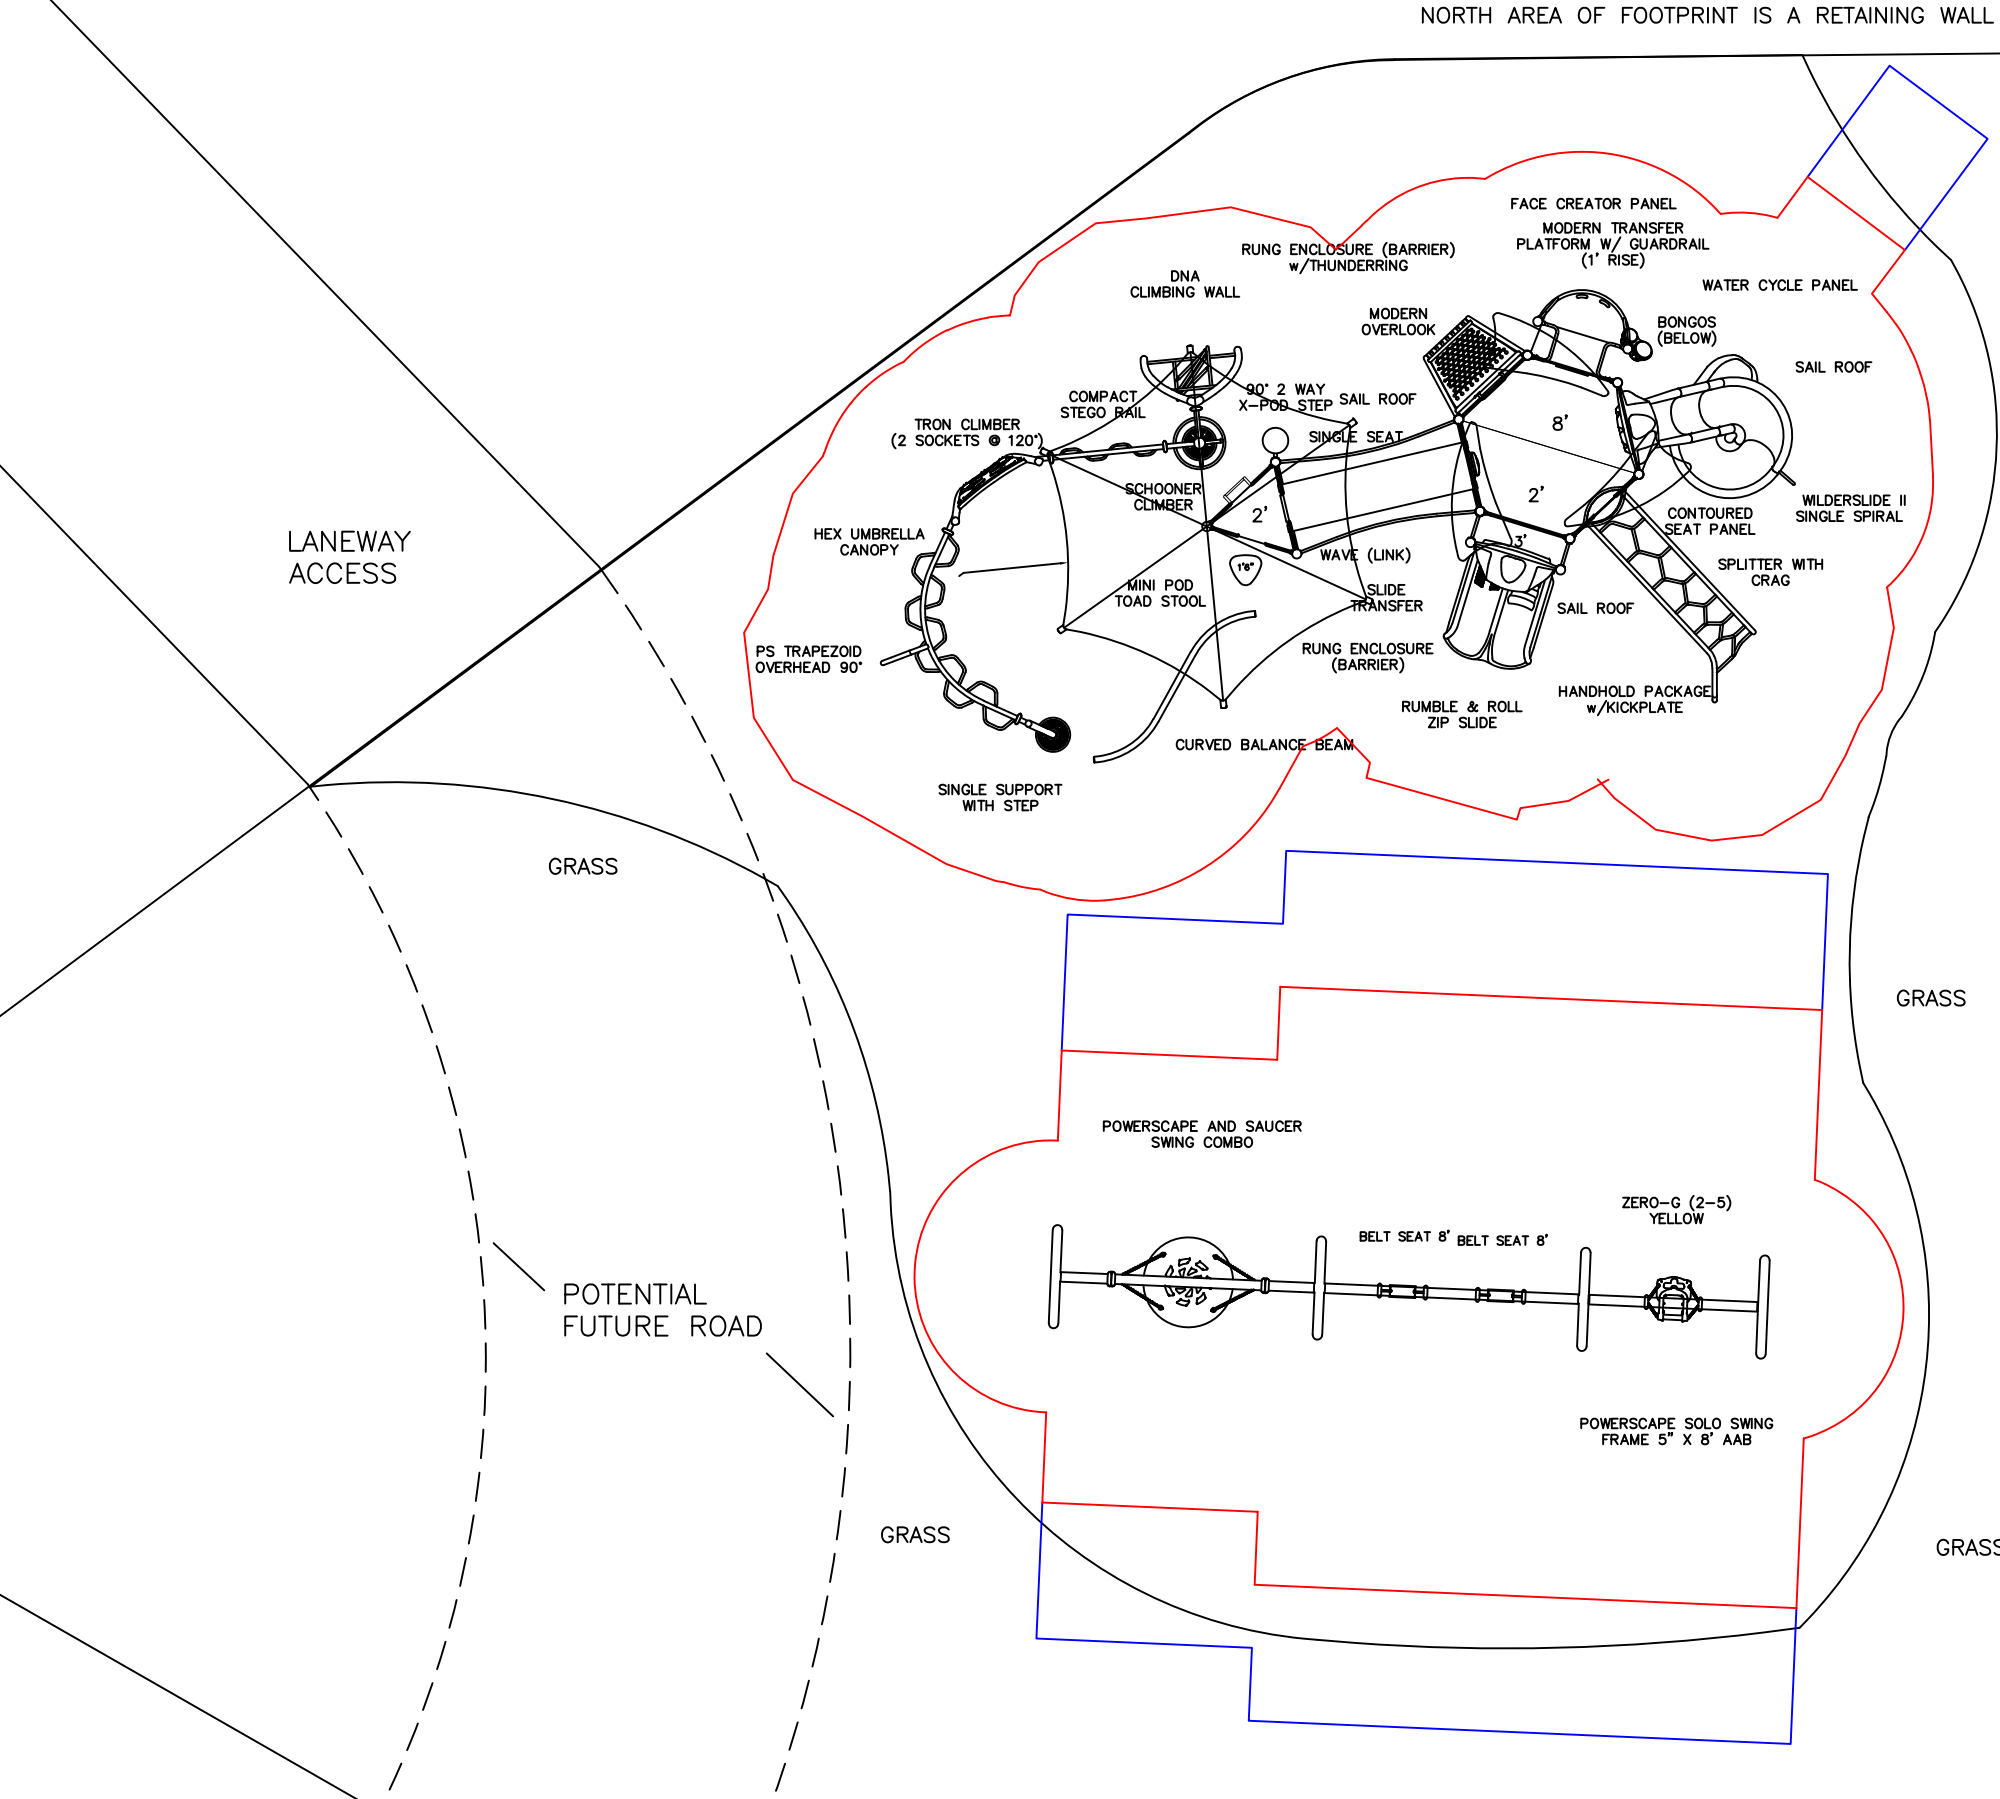 NORTH AREA OF FOOTPRINT IS A RETAINING WALL
FACE CREATOR PANEL
MODERN TRANSFER
PLATFORM W/ GUARDRAIL
(1' RISE)
RUNG ENCLOSURE (BARRIER)
w/THUNDERRING
DNA
CLIMBING WALL
WATER CYCLE PANEL
MODERN
OVERLOOK
BONGOS
(BELOW)
SAIL ROOF
90° 2 WAY
X-POD STEP
SAIL ROOF
COMPACT
STEGO RAIL
TRON CLIMBER
(2 SOCKETS @ 120°)
SINGLE SEAT
8'
SCHOONER
CLIMBER
2'
2'
3'
WILDERSLIDE II
SINGLE SPIRAL
CONTOURED
SEAT PANEL
HEX UMBRELLA
CANOPY
WAVE (LINK)
1'8"
SPLITTER WITH
CRAG
MINI POD
TOAD STOOL
SLIDE
TRANSFER
SAIL ROOF
PS TRAPEZOID
OVERHEAD 90°
RUNG ENCLOSURE
(BARRIER)
HANDHOLD PACKAGE
w/KICKPLATE
RUMBLE & ROLL
ZIP SLIDE
CURVED BALANCE BEAM
SINGLE SUPPORT
WITH STEP
LANEWAY
ACCESS
GRASS
GRASS
POWERSCAPE AND SAUCER
SWING COMBO
ZERO-G (2-5)
YELLOW
BELT SEAT 8'
BELT SEAT 8'
POTENTIAL
FUTURE ROAD
POWERSCAPE SOLO SWING
FRAME 5" X 8' AAB
GRASS
GRASS